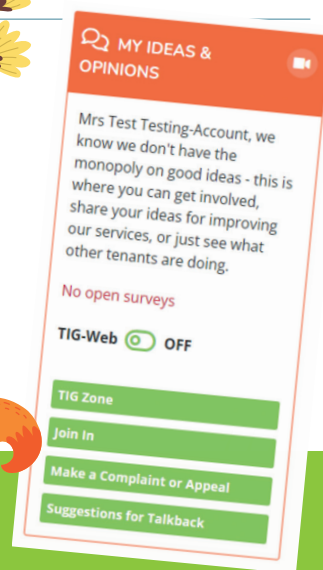 MY IDEAS &
OPINIONS
Mrs Test Testing-Account, we
know we don't have the
monopoly on good ideas - this is
where you can get involved,
share your ideas for improving
our services, or just see what
other tenants are doing.
No open surveys
TIG-Web OFF
TIG Zone
Join In
Make a Complaint or Appeal
Suggestions for Talkback